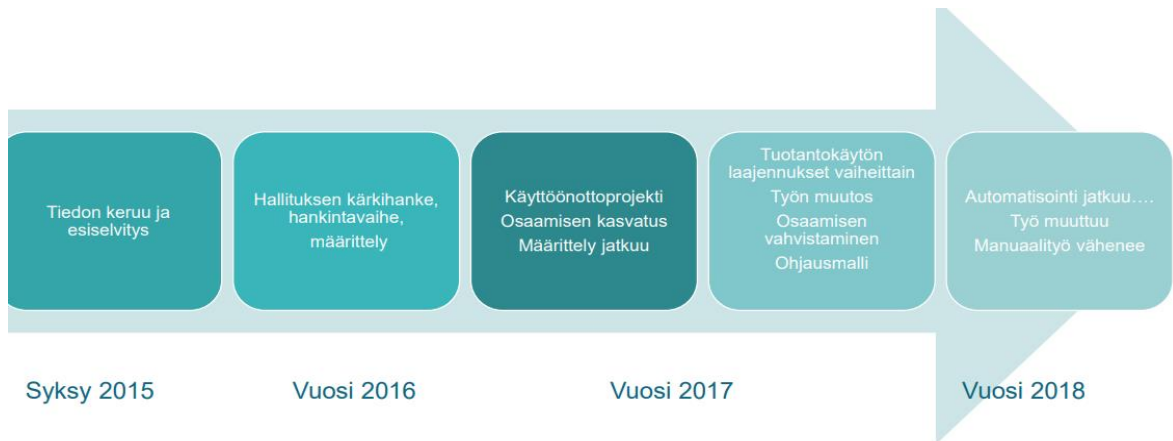 Tiedon keruu ja
esiselvitys
Hallituksen kärkihanke,
hankintavaihe,
määrittely
Käyttöönottoprojekti
Osaamisen kasvatus
Määrittely jatkuu
Tuotantokäytön
laajennukset vaiheittain
Työn muutos
Osaamisen
vahvistaminen
Ohjausmalli
Automatisointi jatkuu....
Työ muuttuu
Manuaalityö vähenee
Syksy 2015
Vuosi 2016
Vuosi 2017
Vuosi 2018